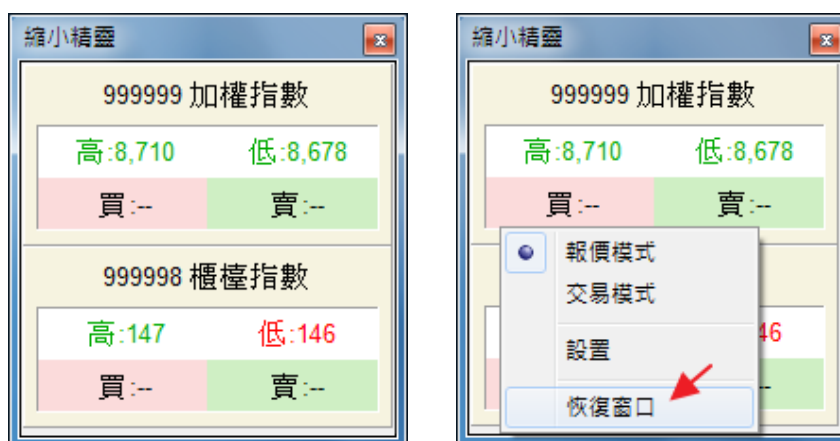 縮小精靈
999999 加權指數
高:8,710 低:8,678
買:-- 賣:--
999998 櫃檯指數
高:147 低:146
買:-- 賣:--
縮小精靈
999999 加權指數
高:8,710 低:8,678
買:-- 賣:--
報價模式
交易模式
設置
恢復窗口